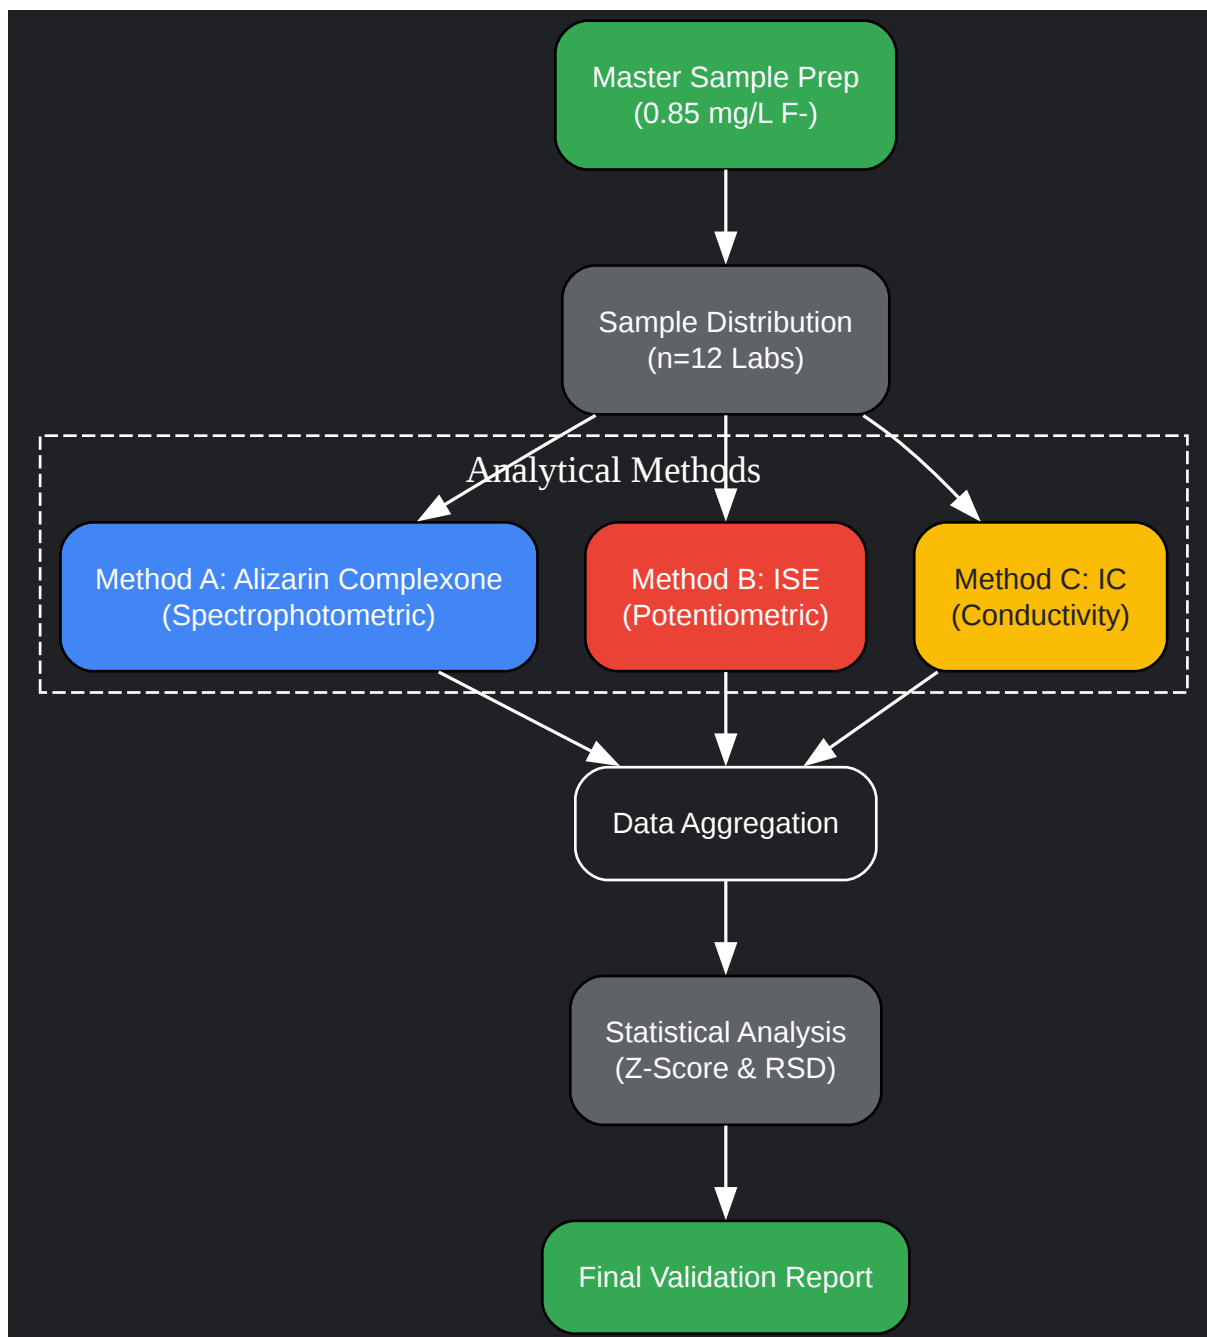 Master Sample Prep
(0.85 mg/L F-)
Sample Distribution
(n=12 Labs)
Analytical Methods
Method A: Alizarin Complexone
(Spectrophotometric)
Method B: ISE
(Potentiometric)
Method C: IC
(Conductivity)
Data Aggregation
Statistical Analysis
(Z-Score & RSD)
Final Validation Report